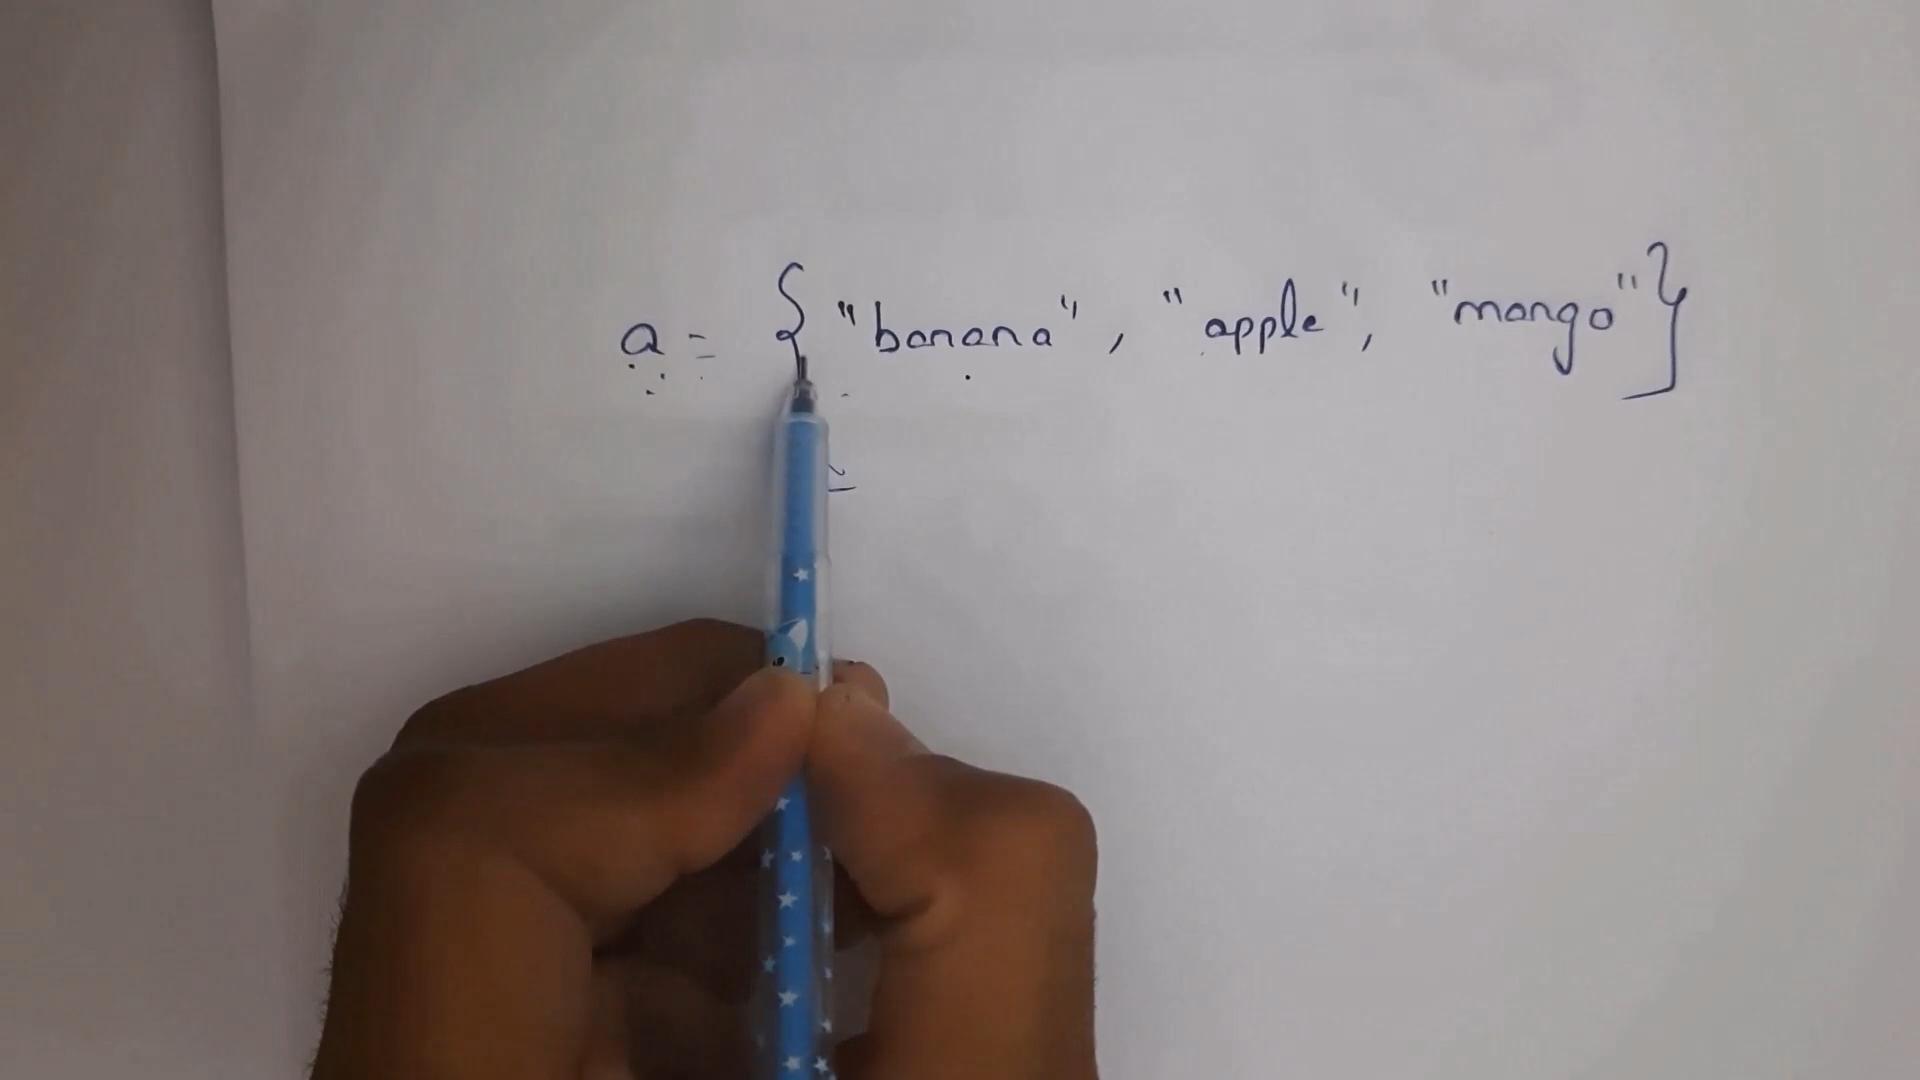 a = { "banana", "apple", "mango" }